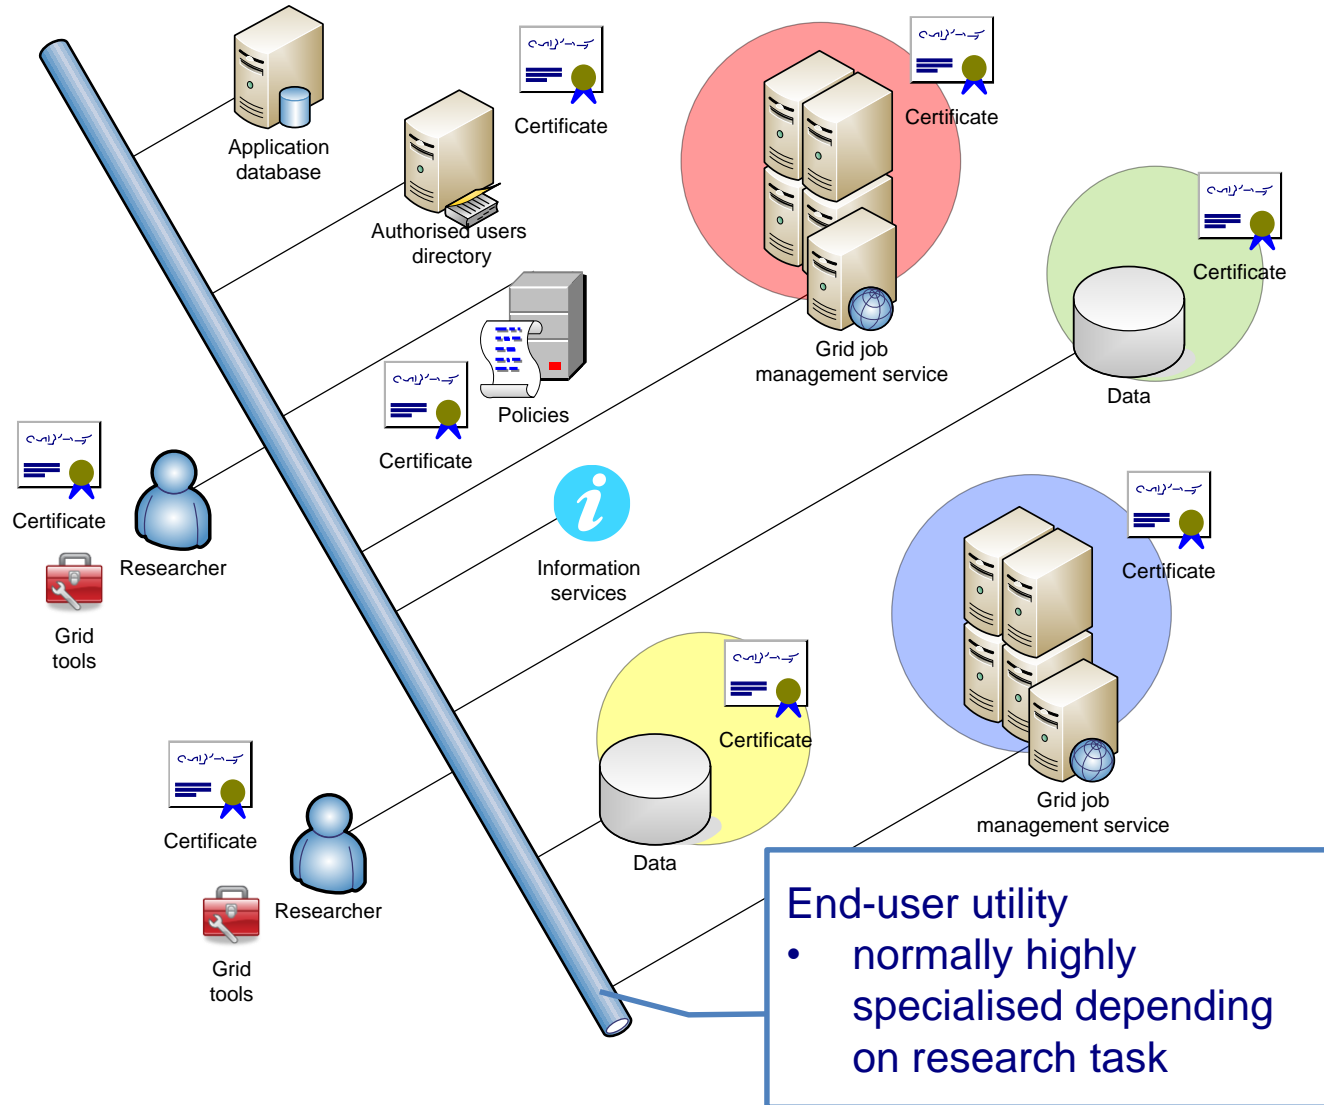 Certificate
Certificate
Application
database
Authorised users
directory
Certificate
Grid job
management service
Data
Policies
Certificate
Certificate
Researcher
Grid
tools
Information
services
Certificate
Certificate
Data
Grid job
management service
Certificate
Researcher
Grid
tools
End-user utility
• normally highly
specialised depending
on research task